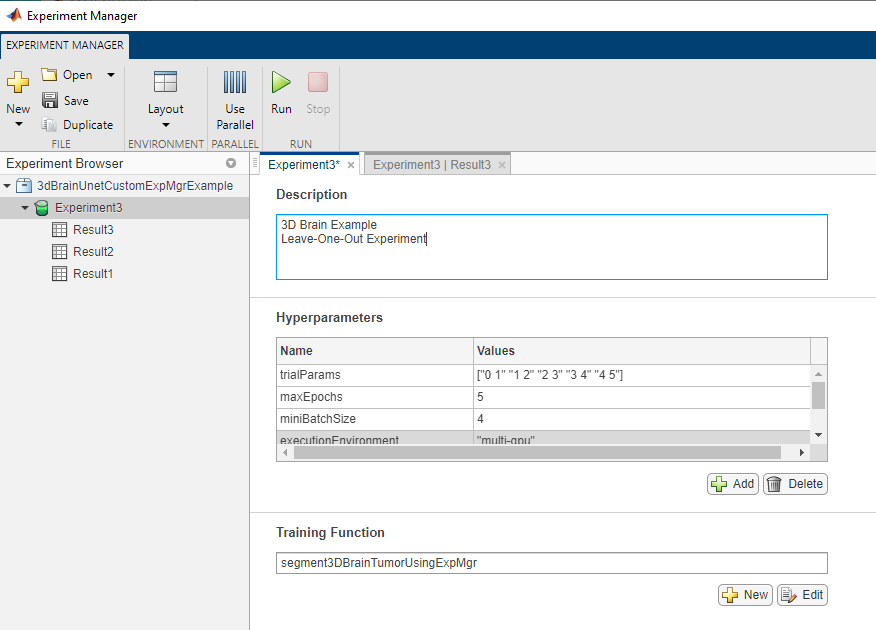 Experiment Manager
EXPERIMENT MANAGER
New
Open
Save
Duplicate
FILE
Layout
ENVIRONMENT
Use
Parallel
PARALLEL
Run
Stop
RUN
Experiment Browser
3dBrainUnetCustomExpMgrExample
Experiment3
Result3
Result2
Result1
Experiment3*
Experiment3 | Result3
Description
3D Brain Example
Leave-One-Out Experiment
Hyperparameters
Name Values
trialParams ["0 1" "1 2" "2 3" "3 4" "4 5"]
maxEpochs 5
miniBatchSize 4
executionEnvironment "multi-gpu"
Add Delete
Training Function
segment3DBrainTumorUsingExpMgr
New Edit